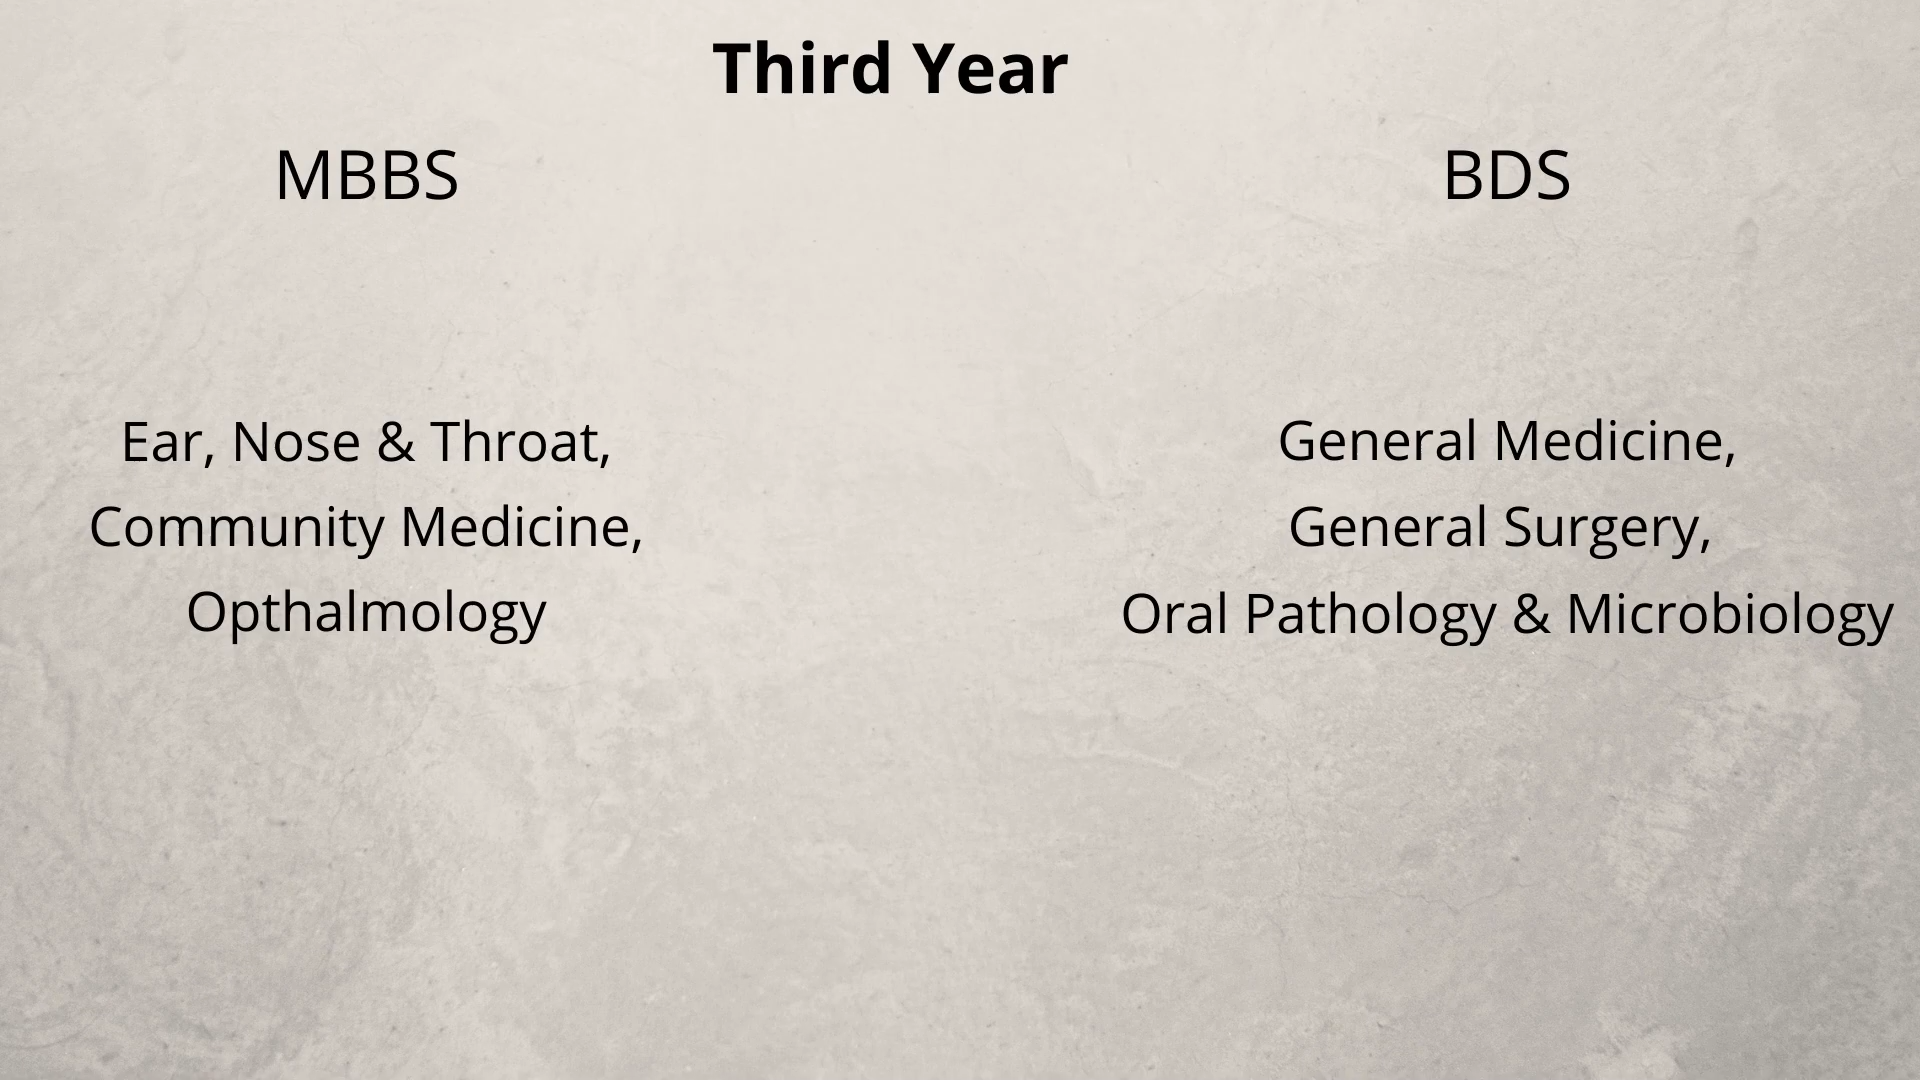 Third Year
MBBS
Ear, Nose & Throat,
Community Medicine,
Opthalmology
BDS
General Medicine,
General Surgery,
Oral Pathology & Microbiology